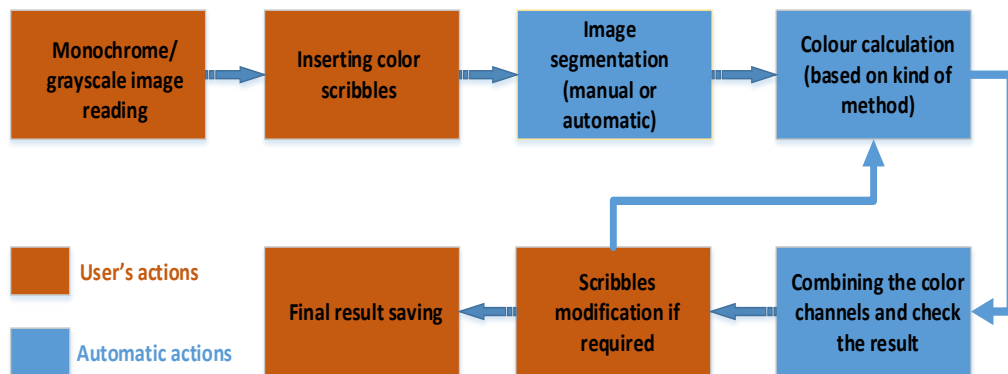 Monochrome/
grayscale image
reading
Inserting color
scribbles
Image
segmentation
(manual or
automatic)
Colour calculation
(based on kind of
method)
User's actions
Automatic actions
Final result saving
Scribbles
modification if
required
Combining the color
channels and check
the result